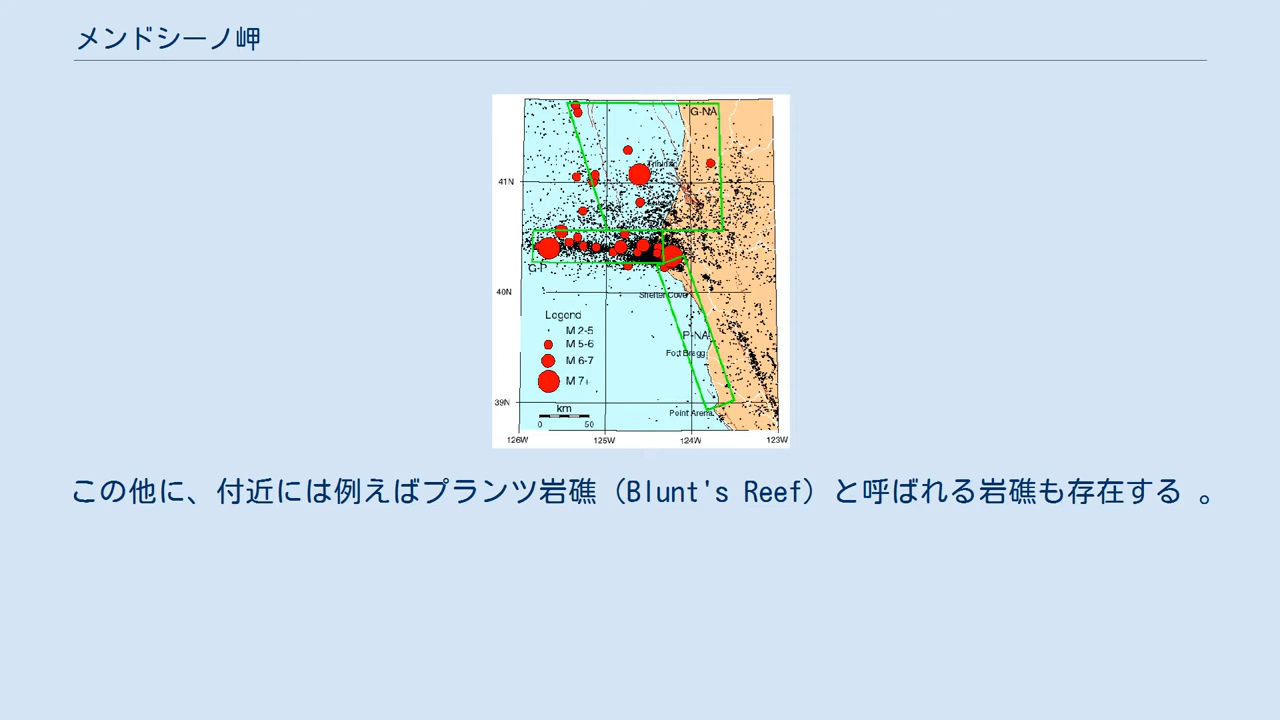 メンドシーノ岬
G-NA
Trinidad
41N
G-P
40N
Shelter Cove
Legend
M 2-5
P-NA
M 5-6
Fort Bragg
M 6-7
M 7+
39N
km
Point Arena
0 50
126W 125W 124W 123W
この他に、付近には例えばプランツ岩礁（Blunt's Reef）と呼ばれる岩礁も存在する 。